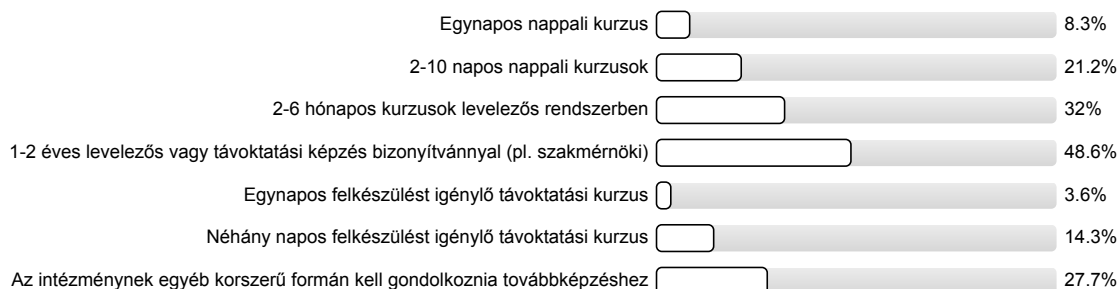 Egynapos nappali kurzus 8.3%
2-10 napos nappali kurzusok 21.2%
2-6 hónapos kurzusok levelezős rendszerben 32%
1-2 éves levelezős vagy távoktatási képzés bizonyítvánnyal (pl. szakmérnöki) 48.6%
Egynapos felkészülést igénylő távoktatási kurzus 3.6%
Néhány napos felkészülést igénylő távoktatási kurzus 14.3%
Az intézménynek egyéb korszerű formán kell gondolkoznia továbbképzéshez 27.7%